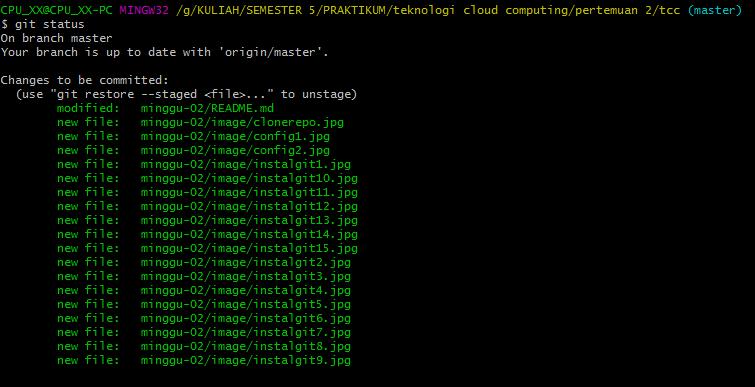 CPU_XX@CPU_XX-PC MINGW32 /g/KULIAH/SEMESTER 5/PRAKTIKUM/teknologi cloud computing/pertemuan 2/tcc (master)
$ git status
On branch master
Your branch is up to date with 'origin/master'.
Changes to be committed:
(use "git restore --staged <file>..." to unstage)
modified: minggu-02/README.md
new file: minggu-02/image/clonerepo.jpg
new file: minggu-02/image/config1.jpg
new file: minggu-02/image/config2.jpg
new file: minggu-02/image/instalgit1.jpg
new file: minggu-02/image/instalgit10.jpg
new file: minggu-02/image/instalgit11.jpg
new file: minggu-02/image/instalgit12.jpg
new file: minggu-02/image/instalgit13.jpg
new file: minggu-02/image/instalgit14.jpg
new file: minggu-02/image/instalgit15.jpg
new file: minggu-02/image/instalgit2.jpg
new file: minggu-02/image/instalgit3.jpg
new file: minggu-02/image/instalgit4.jpg
new file: minggu-02/image/instalgit5.jpg
new file: minggu-02/image/instalgit6.jpg
new file: minggu-02/image/instalgit7.jpg
new file: minggu-02/image/instalgit8.jpg
new file: minggu-02/image/instalgit9.jpg